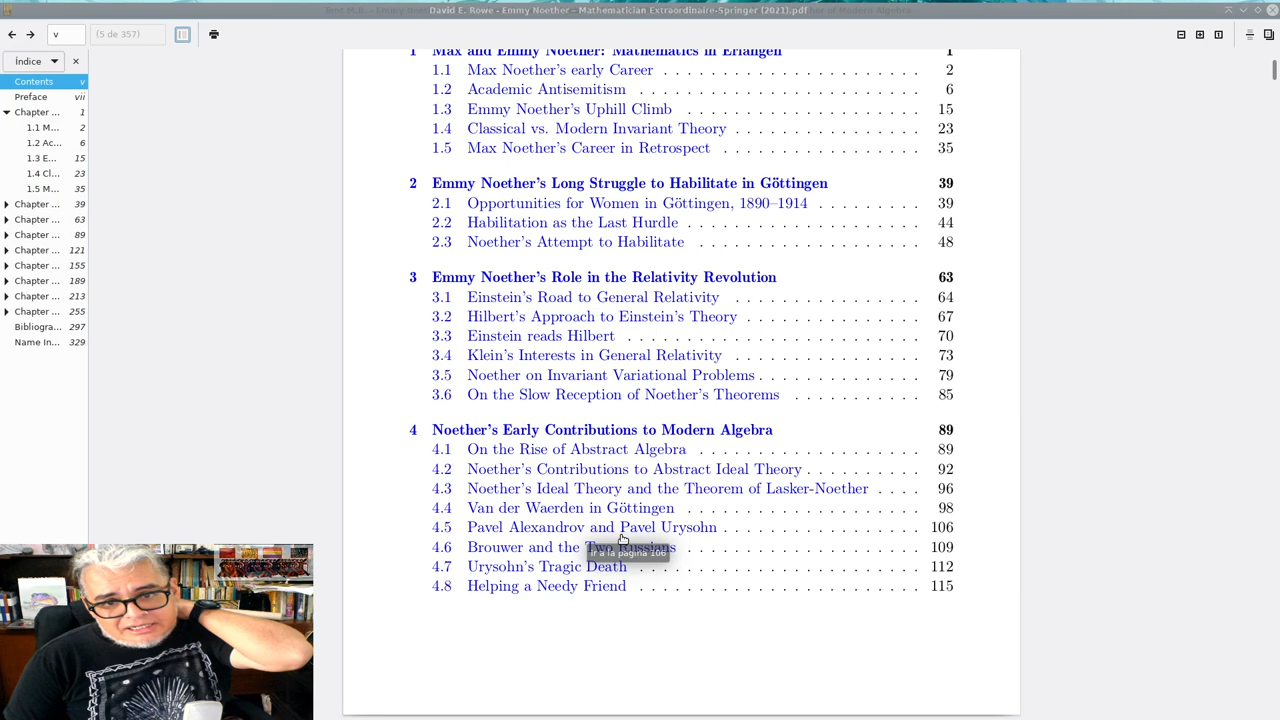 David E. Rowe - Emmy Noether - Mathematician Extraordinaire-Springer (2021).pdf
v
(5 de 357)
Índice
Contents v
Preface vii
Chapter ... 1
1.1 M... 2
1.2 Ac... 6
1.3 E... 15
1.4 Cl... 23
1.5 M... 35
Chapter ... 39
Chapter ... 63
Chapter ... 89
Chapter ... 121
Chapter ... 155
Chapter ... 189
Chapter ... 213
Chapter ... 255
Bibliogra... 297
Name In... 329
1 Max and Emmy Noether: Mathematics in Erlangen 1
1.1 Max Noether's early Career . . . . . . . . . . . . . . . . . . . . 2
1.2 Academic Antisemitism . . . . . . . . . . . . . . . . . . . . . . 6
1.3 Emmy Noether's Uphill Climb . . . . . . . . . . . . . . . . . . 15
1.4 Classical vs. Modern Invariant Theory . . . . . . . . . . . . . . 23
1.5 Max Noether's Career in Retrospect . . . . . . . . . . . . . . . 35
2 Emmy Noether's Long Struggle to Habilitate in Göttingen 39
2.1 Opportunities for Women in Göttingen, 1890–1914 . . . . . . . . 39
2.2 Habilitation as the Last Hurdle . . . . . . . . . . . . . . . . . . 44
2.3 Noether's Attempt to Habilitate . . . . . . . . . . . . . . . . . 48
3 Emmy Noether's Role in the Relativity Revolution 63
3.1 Einstein's Road to General Relativity . . . . . . . . . . . . . . 64
3.2 Hilbert's Approach to Einstein's Theory . . . . . . . . . . . . . 67
3.3 Einstein reads Hilbert . . . . . . . . . . . . . . . . . . . . . . 70
3.4 Klein's Interests in General Relativity . . . . . . . . . . . . . . 73
3.5 Noether on Invariant Variational Problems . . . . . . . . . . . . 79
3.6 On the Slow Reception of Noether's Theorems . . . . . . . . . . 85
4 Noether's Early Contributions to Modern Algebra 89
4.1 On the Rise of Abstract Algebra . . . . . . . . . . . . . . . . . 89
4.2 Noether's Contributions to Abstract Ideal Theory . . . . . . . . . 92
4.3 Noether's Ideal Theory and the Theorem of Lasker-Noether . . . . 96
4.4 Van der Waerden in Göttingen . . . . . . . . . . . . . . . . . . 98
4.5 Pavel Alexandrov and Pavel Urysohn . . . . . . . . . . . . . . . 106
4.6 Brouwer and the Two Russians . . . . . . . . . . . . . . . . . . 109
Ir a la página 106
4.7 Urysohn's Tragic Death . . . . . . . . . . . . . . . . . . . . . . 112
4.8 Helping a Needy Friend . . . . . . . . . . . . . . . . . . . . . . 115